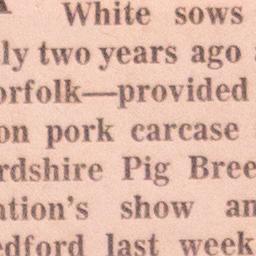 White sows
ly two years ago
orfolk—provided
on pork carcase
rdshire Pig Bree
ation's show an
edford last week